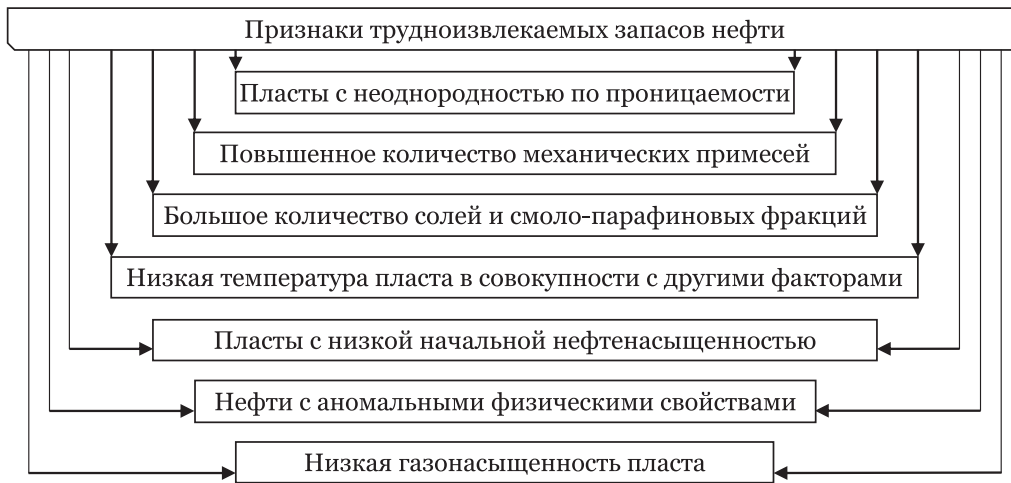 Признаки трудноизвлекаемых запасов нефти
Пласты с неоднородностью по проницаемости
Повышенное количество механических примесей
Большое количество солей и смоло-парафиновых фракций
Низкая температура пласта в совокупности с другими факторами
Пласты с низкой начальной нефтенасыщенностью
Нефти с аномальными физическими свойствами
Низкая газонасыщенность пласта